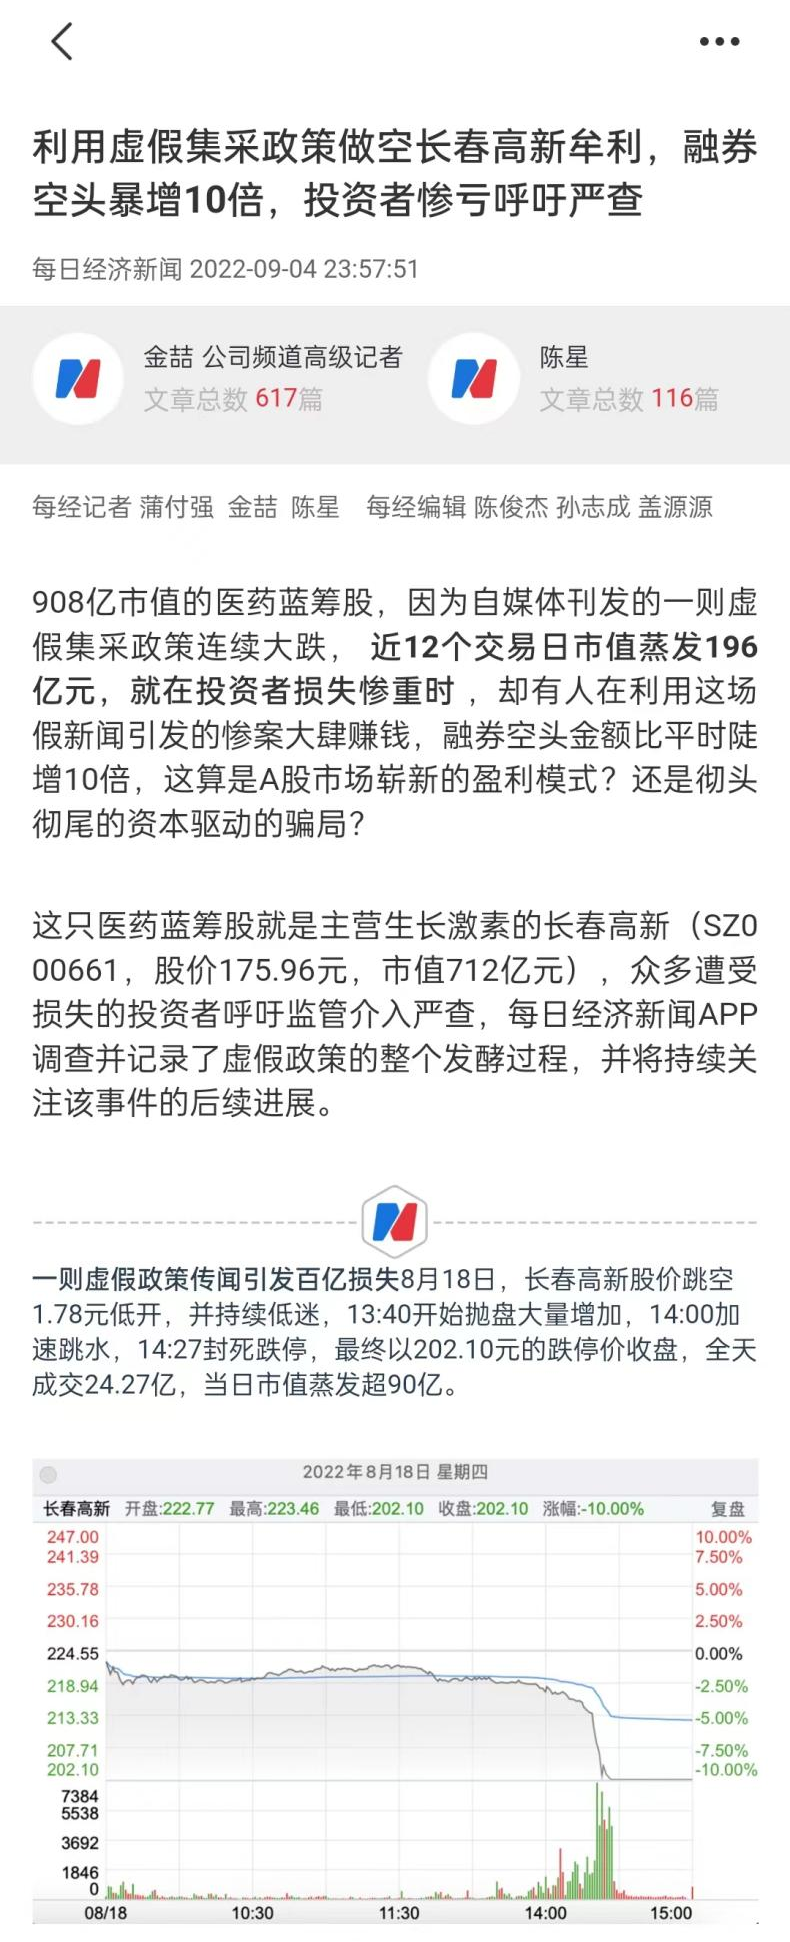 利用虚假集采政策做空长春高新牟利，融券
空头暴增10倍，投资者惨亏呼吁严查
每日经济新闻 2022-09-04 23:57:51
金喆 公司频道高级记者
文章总数 617篇
陈星
文章总数 116篇
每经记者 蒲付强 金喆 陈星 每经编辑 陈俊杰 孙志成 盖源源
908亿市值的医药蓝筹股，因为自媒体刊发的一则虚
假集采政策连续大跌， 近12个交易日市值蒸发196
亿元，就在投资者损失惨重时 ，却有人在利用这场
假新闻引发的惨案大肆赚钱，融券空头金额比平时陡
增10倍，这算是A股市场崭新的盈利模式？还是彻头
彻尾的资本驱动的骗局？
这只医药蓝筹股就是主营生长激素的长春高新（SZ0
00661，股价175.96元，市值712亿元），众多遭受
损失的投资者呼吁监管介入严查，每日经济新闻APP
调查并记录了虚假政策的整个发酵过程，并将持续关
注该事件的后续进展。
一则虚假政策传闻引发百亿损失8月18日，长春高新股价跳空
1.78元低开，并持续低迷，13:40开始抛盘大量增加，14:00加
速跳水，14:27封死跌停，最终以202.10元的跌停价收盘，全天
成交24.27亿，当日市值蒸发超90亿。
2022年8月18日 星期四
长春高新 开盘:222.77 最高:223.46 最低:202.10 收盘:202.10 涨幅:-10.00% 复盘
247.00 10.00%
241.39 7.50%
235.78 5.00%
230.16 2.50%
224.55 0.00%
218.94 -2.50%
213.33 -5.00%
207.71 -7.50%
202.10 -10.00%
7384
5538
3692
1846
0
08/18 10:30 11:30 14:00 15:00